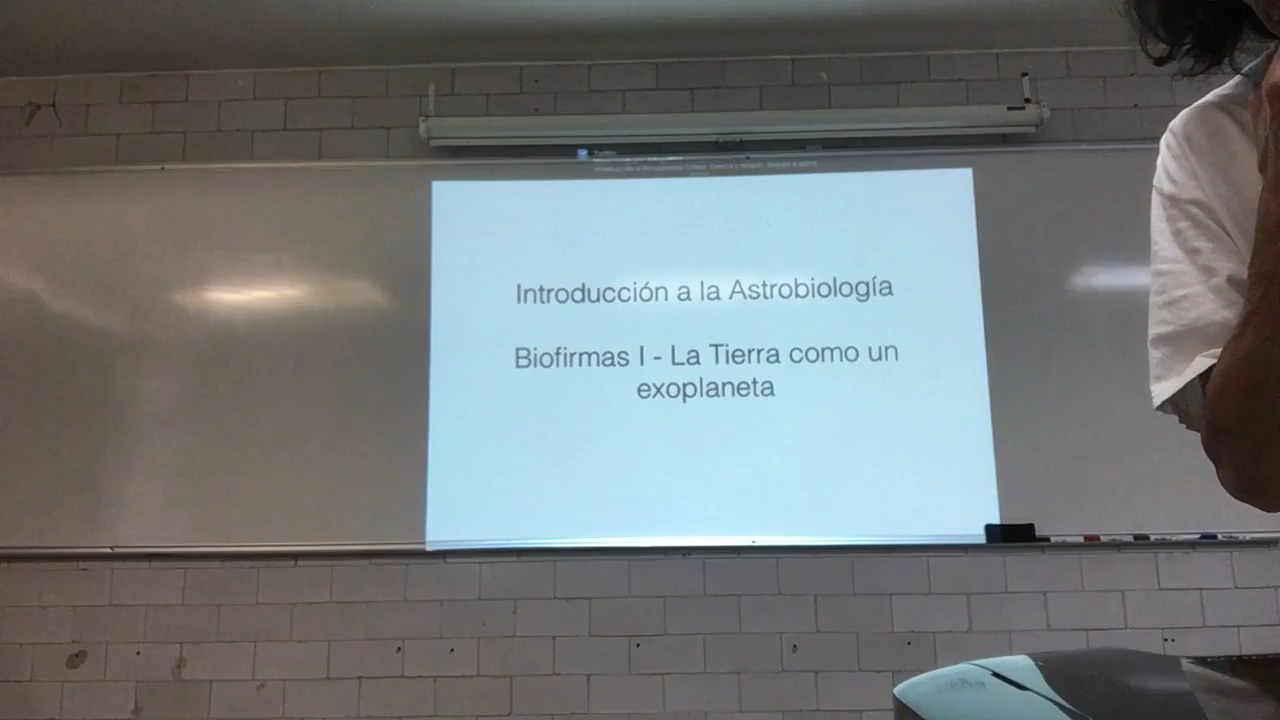 Introducción a la Astrobiología
Biofirmas I - La Tierra como un
exoplaneta